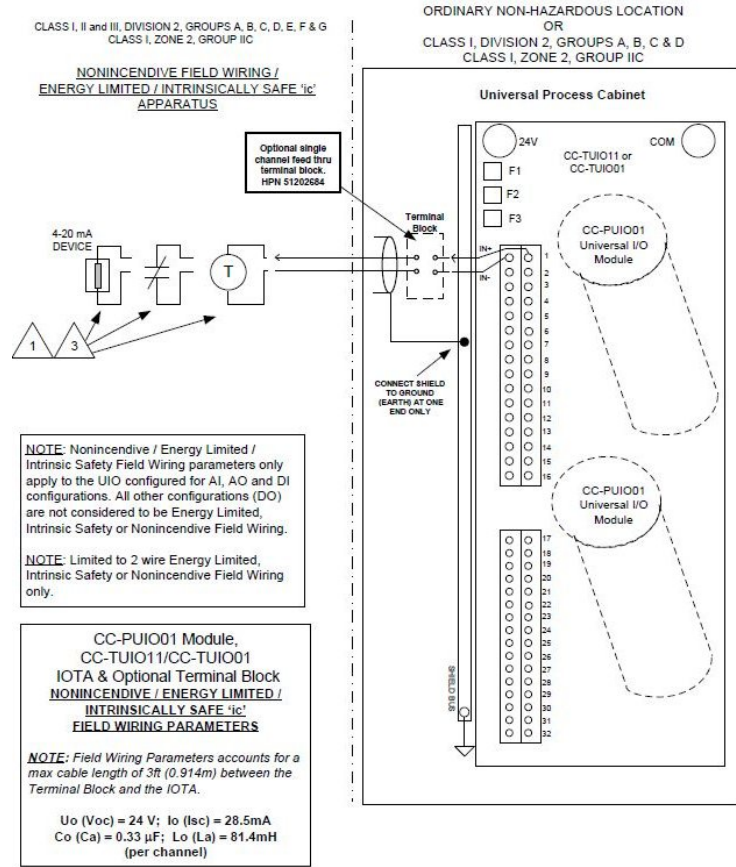 CLASS I, II and III, DIVISION 2, GROUPS A, B, C, D, E, F & G
CLASS I, ZONE 2, GROUP IIC
NONINCENDIVE FIELD WIRING /
ENERGY LIMITED / INTRINSICALLY SAFE 'ic'
APPARATUS
ORDINARY NON-HAZARDOUS LOCATION
OR
CLASS I, DIVISION 2, GROUPS A, B, C & D
CLASS I, ZONE 2, GROUP IIC
Universal Process Cabinet
Optional single
channel feed thru
terminal block.
HPN 51202684
24V
COM
CC-TUIO11 or
CC-TUIO01
F1
F2
F3
Terminal
Block
CC-PUIO01
Universal I/O
Module
4-20 mA
DEVICE
T
IN+
IN-
1
2
3
4
5
6
7
8
9
10
11
12
13
14
15
16
1
3
CONNECT SHIELD
TO GROUND
(EARTH) AT ONE
END ONLY
NOTE: Nonincendive / Energy Limited /
Intrinsic Safety Field Wiring parameters only
apply to the UIO configured for AI, AO and DI
configurations. All other configurations (DO)
are not considered to be Energy Limited,
Intrinsic Safety or Nonincendive Field Wiring.
NOTE: Limited to 2 wire Energy Limited,
Intrinsic Safety or Nonincendive Field Wiring
only.
CC-PUIO01
Universal I/O
Module
17
18
19
20
21
22
23
24
25
26
27
28
29
30
31
32
SHIELD BUS
CC-PUIO01 Module,
CC-TUIO11/CC-TUIO01
IOTA & Optional Terminal Block
NONINCENDIVE / ENERGY LIMITED /
INTRINSICALLY SAFE 'ic'
FIELD WIRING PARAMETERS
NOTE: Field Wiring Parameters accounts for a
max cable length of 3ft (0.914m) between the
Terminal Block and the IOTA.
Uo (Voc) = 24 V; Io (Isc) = 28.5mA
Co (Ca) = 0.33 µF; Lo (La) = 81.4mH
(per channel)